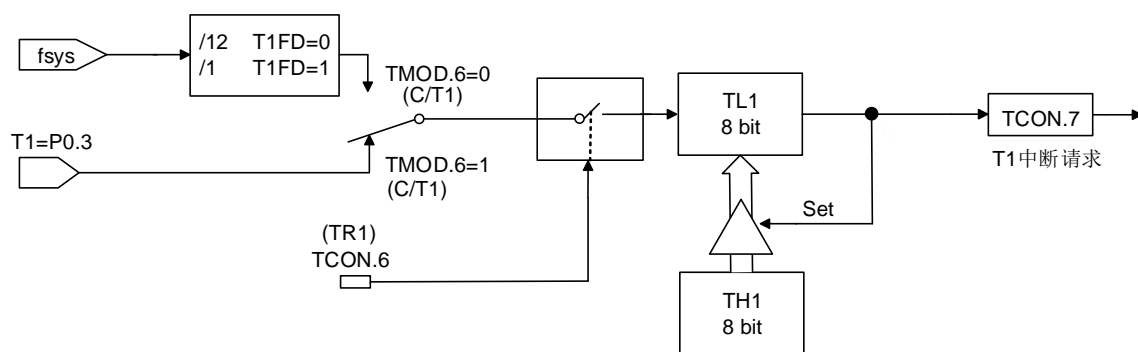 fsys
/12 T1FD=0
/1 T1FD=1
TMOD.6=0
(C/T1)
T1=P0.3
TMOD.6=1
(C/T1)
(TR1)
TCON.6
TL1
8 bit
TCON.7
T1中断请求
Set
TH1
8 bit